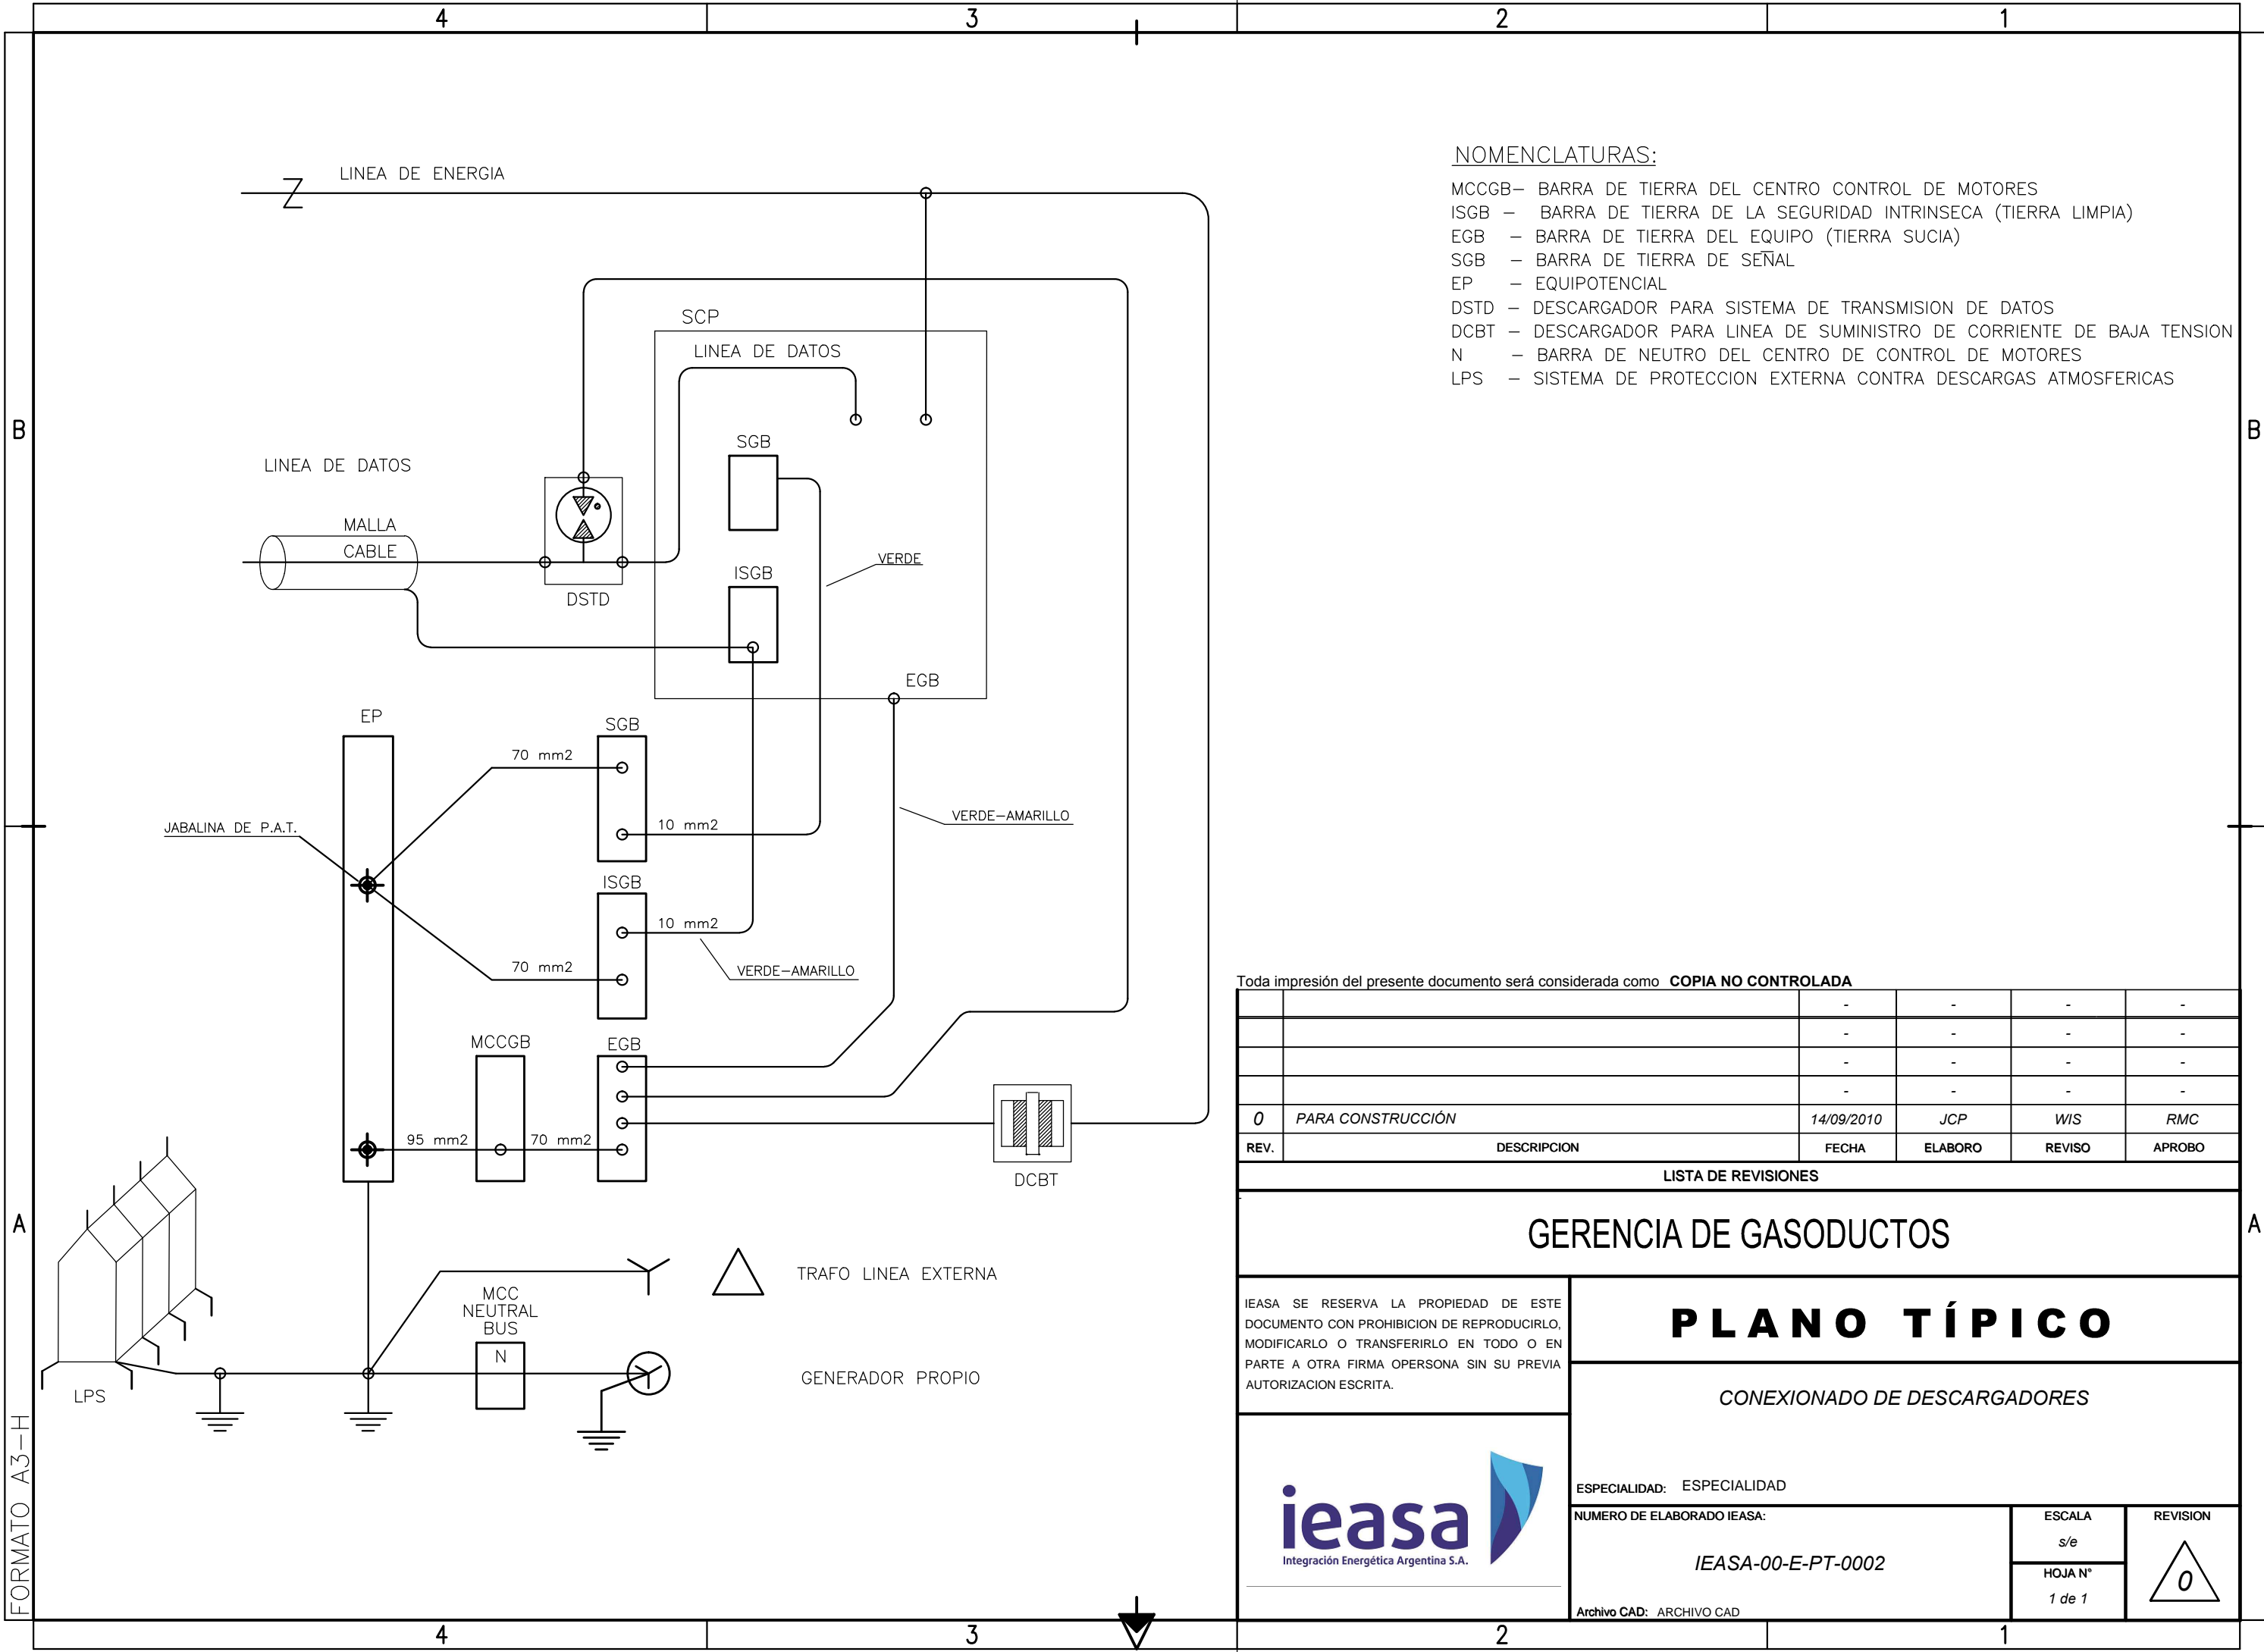 4
3
2
1
LINEA DE ENERGIA
NOMENCLATURAS:
MCCGB– BARRA DE TIERRA DEL CENTRO CONTROL DE MOTORES
ISGB – BARRA DE TIERRA DE LA SEGURIDAD INTRINSECA (TIERRA LIMPIA)
EGB – BARRA DE TIERRA DEL EQUIPO (TIERRA SUCIA)
SGB – BARRA DE TIERRA DE SEÑAL
EP – EQUIPOTENCIAL
DSTD – DESCARGADOR PARA SISTEMA DE TRANSMISION DE DATOS
DCBT – DESCARGADOR PARA LINEA DE SUMINISTRO DE CORRIENTE DE BAJA TENSION
N – BARRA DE NEUTRO DEL CENTRO DE CONTROL DE MOTORES
LPS – SISTEMA DE PROTECCION EXTERNA CONTRA DESCARGAS ATMOSFERICAS
SCP
LINEA DE DATOS
B
B
SGB
LINEA DE DATOS
MALLA
CABLE
DSTD
ISGB
VERDE
EGB
EP
SGB
70 mm2
10 mm2
VERDE–AMARILLO
JABALINA DE P.A.T.
ISGB
10 mm2
70 mm2
VERDE–AMARILLO
MCCGB
EGB
95 mm2
70 mm2
DCBT
A
A
TRAFO LINEA EXTERNA
MCC
NEUTRAL
BUS
N
GENERADOR PROPIO
LPS
FORMATO A3–H
Toda impresión del presente documento será considerada como COPIA NO CONTROLADA
- - - -
- - - -
- - - -
- - - -
0 PARA CONSTRUCCIÓN 14/09/2010 JCP WIS RMC
REV. DESCRIPCION FECHA ELABORO REVISO APROBO
LISTA DE REVISIONES
GERENCIA DE GASODUCTOS
IEASA SE RESERVA LA PROPIEDAD DE ESTE
DOCUMENTO CON PROHIBICION DE REPRODUCIRLO,
MODIFICARLO O TRANSFERIRLO EN TODO O EN
PARTE A OTRA FIRMA OPERSONA SIN SU PREVIA
AUTORIZACION ESCRITA.
PLANO TÍPICO
CONEXIONADO DE DESCARGADORES
ESPECIALIDAD: ESPECIALIDAD
ieasa
Integración Energética Argentina S.A.
NUMERO DE ELABORADO IEASA:
IEASA-00-E-PT-0002
Archivo CAD: ARCHIVO CAD
ESCALA
s/e
HOJA N°
1 de 1
REVISION
0
4
3
2
1